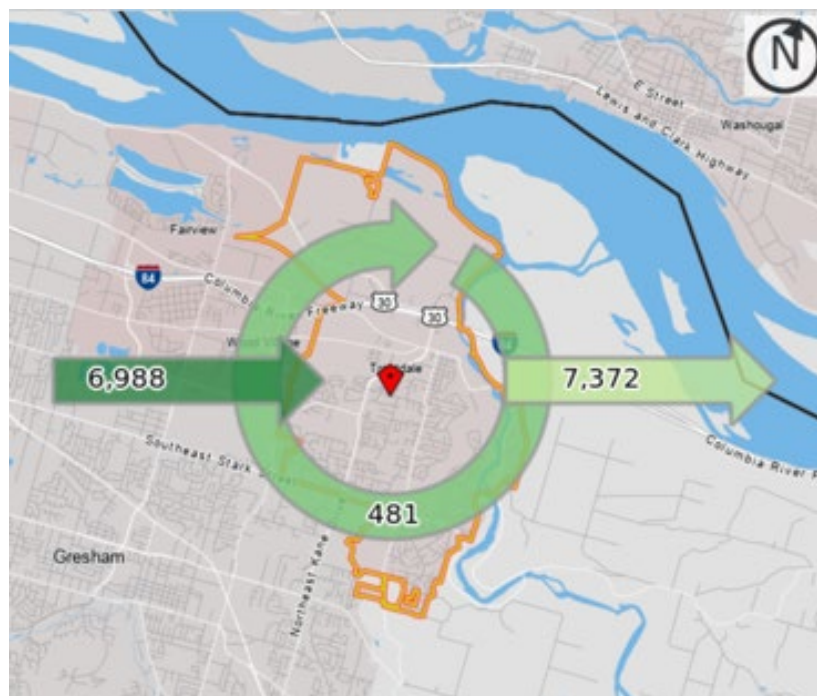 N
E Street
Lewis and Clark Highway
Washougal
Fairview
84
Columbia River Freeway
30
30
6,988
7,372
Southeast Stark Street
Columbia River
481
Gresham
Northeast Kane